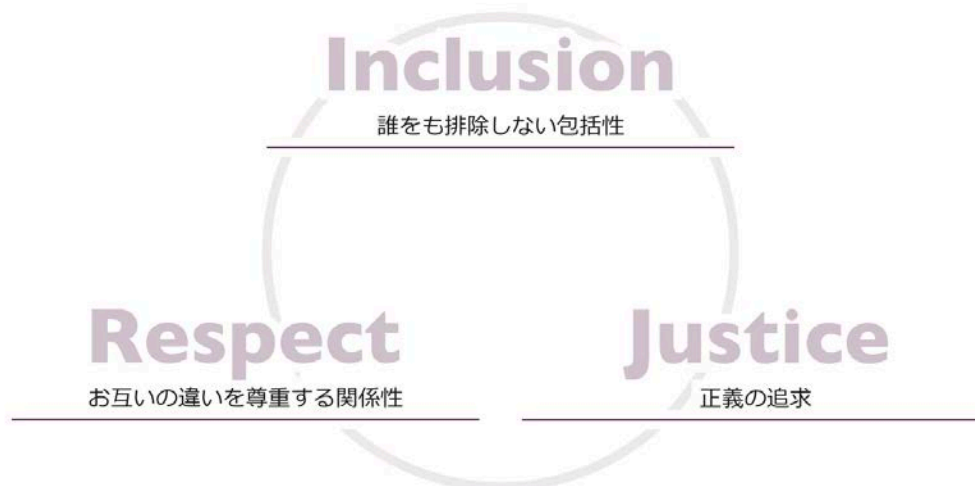 Inclusion
誰をも排除しない包括性
Respect
お互いの違いを尊重する関係性
Justice
正義の追求